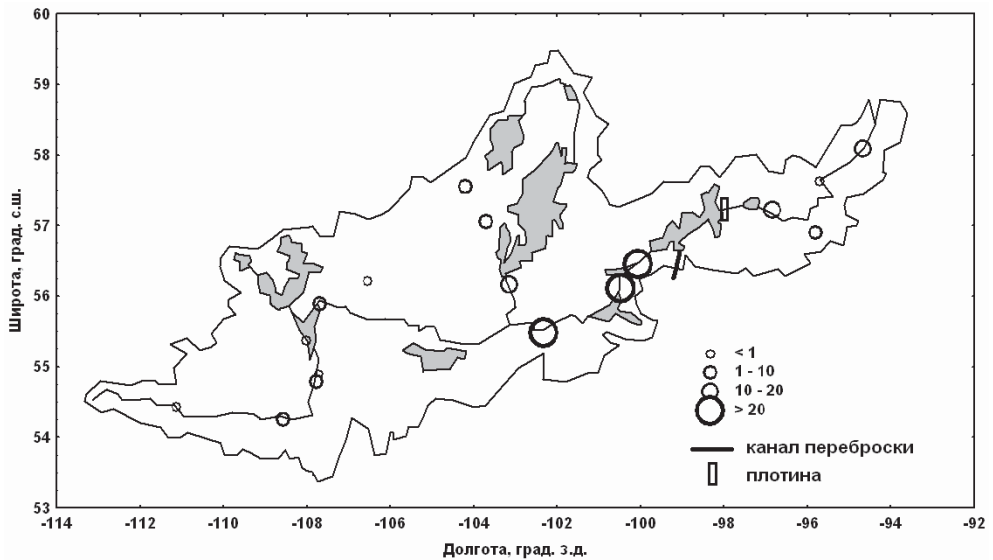 60
59
58
57
56
55
54
53
Широта, град. с.ш.
< 1
1 - 10
10 - 20
> 20
канал переброски
плотина
-114 -112 -110 -108 -106 -104 -102 -100 -98 -96 -94 -92
Долгота, град. з.д.